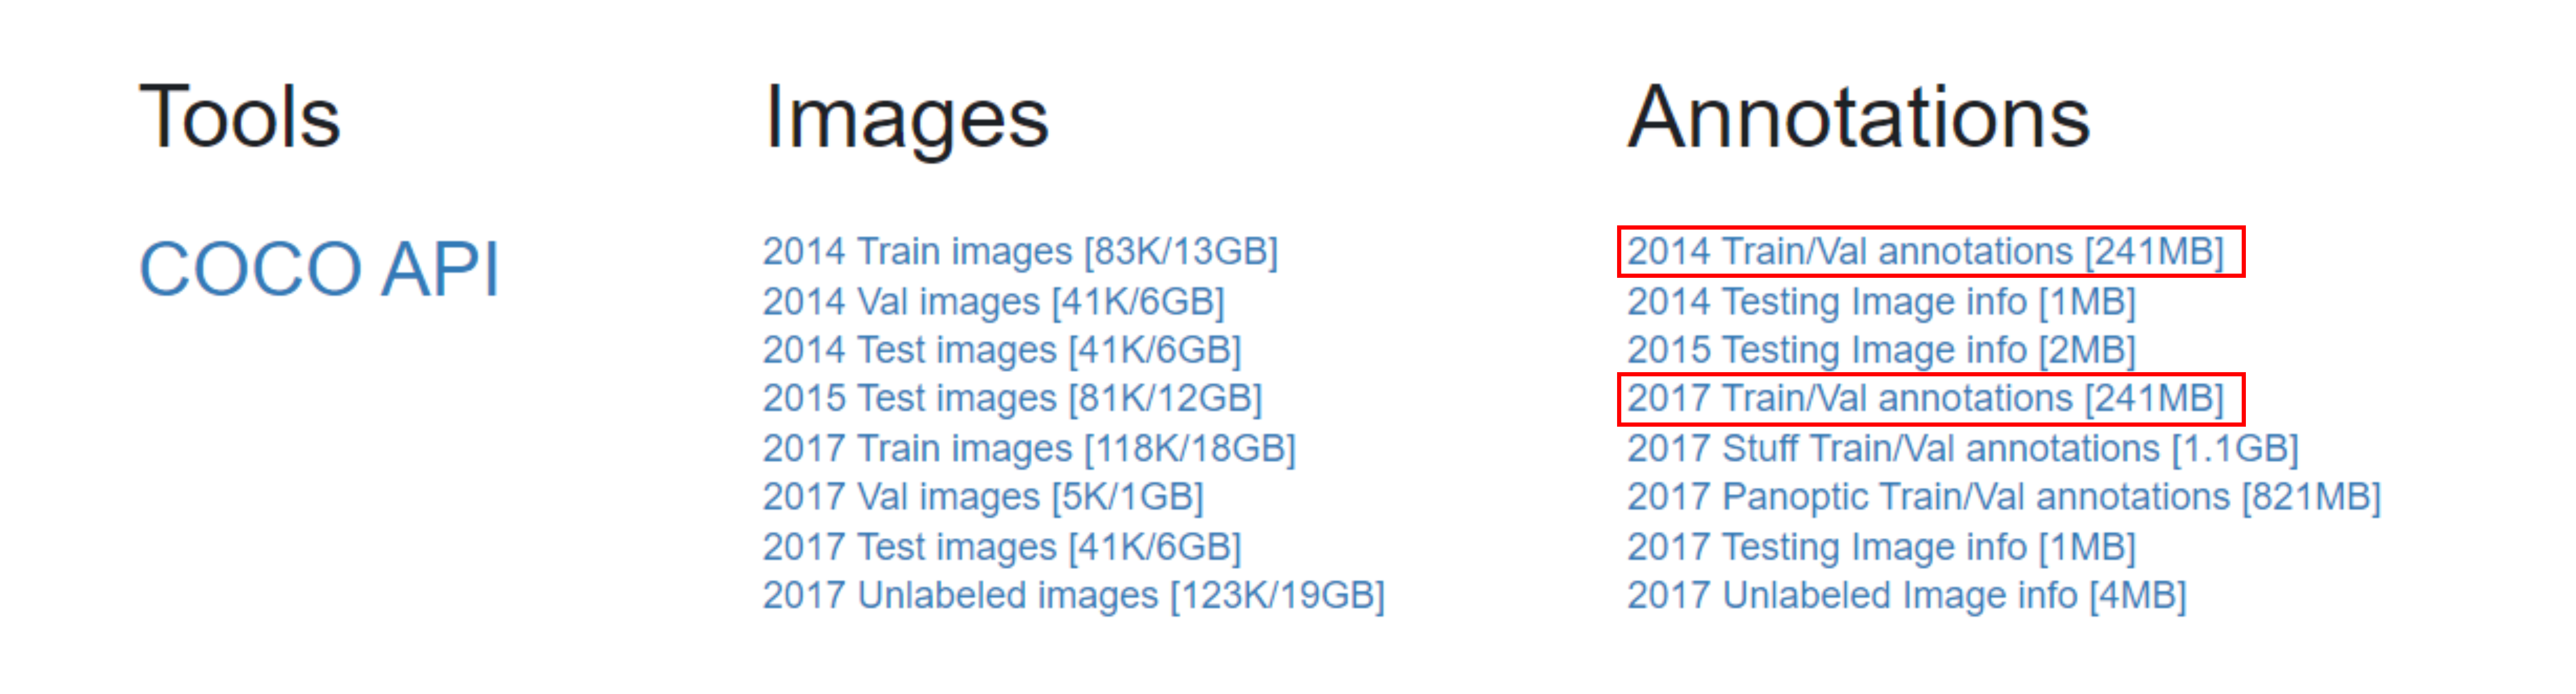 Tools
COCO API
Images
2014 Train images [83K/13GB]
2014 Val images [41K/6GB]
2014 Test images [41K/6GB]
2015 Test images [81K/12GB]
2017 Train images [118K/18GB]
2017 Val images [5K/1GB]
2017 Test images [41K/6GB]
2017 Unlabeled images [123K/19GB]
Annotations
2014 Train/Val annotations [241MB]
2014 Testing Image info [1MB]
2015 Testing Image info [2MB]
2017 Train/Val annotations [241MB]
2017 Stuff Train/Val annotations [1.1GB]
2017 Panoptic Train/Val annotations [821MB]
2017 Testing Image info [1MB]
2017 Unlabeled Image info [4MB]